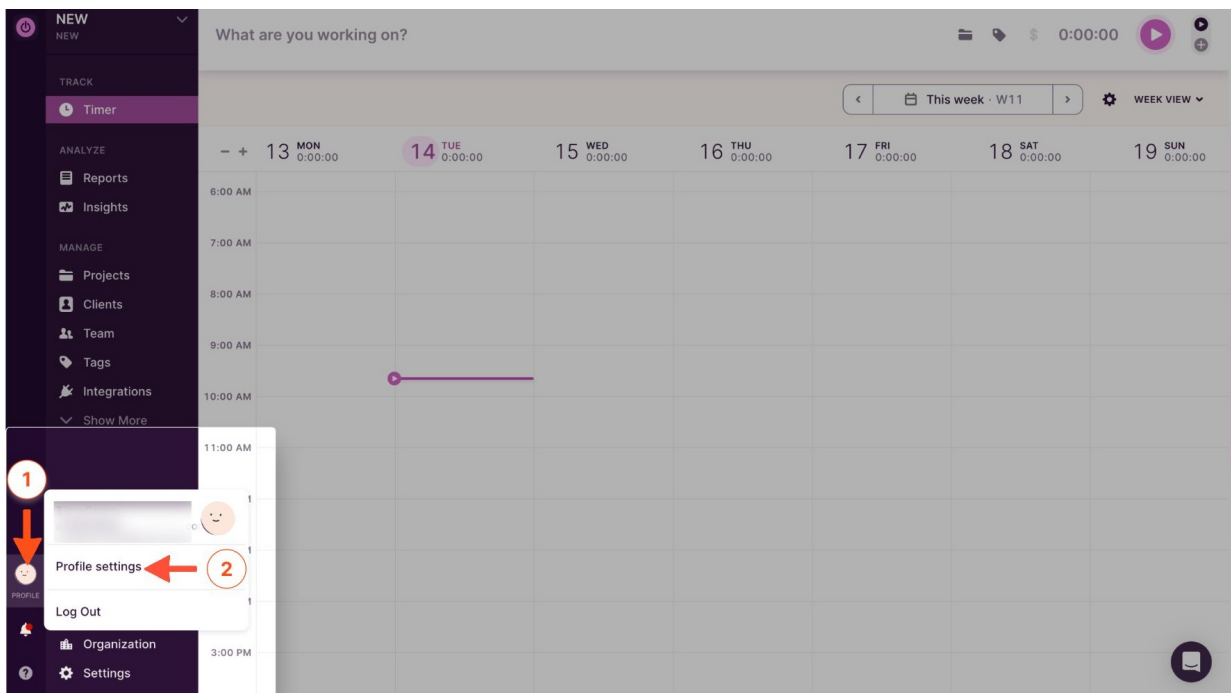 NEW
NEW
What are you working on?
$ 0:00:00
TRACK
Timer
This week · W11
WEEK VIEW
ANALYZE
Reports
Insights
- + 13 MON 0:00:00 14 TUE 0:00:00 15 WED 0:00:00 16 THU 0:00:00 17 FRI 0:00:00 18 SAT 0:00:00 19 SUN 0:00:00
6:00 AM
7:00 AM
MANAGE
Projects
Clients
Team
Tags
Integrations
Show More
8:00 AM
9:00 AM
10:00 AM
11:00 AM
1
Profile settings
2
Log Out
PROFILE
Organization
Settings
?
3:00 PM